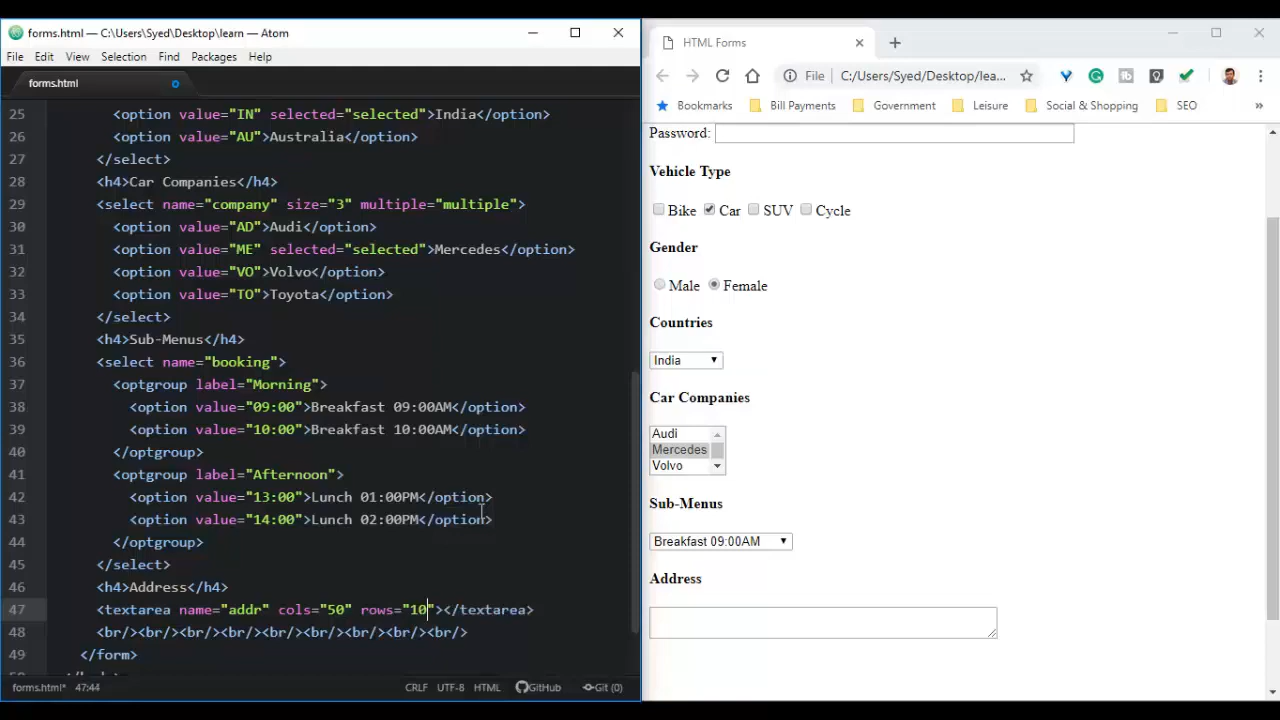 forms.html — C:\Users\Syed\Desktop\learn — Atom
File Edit View Selection Find Packages Help
forms.html
25 <option value="IN" selected="selected">India</option>
26 <option value="AU">Australia</option>
27 </select>
28 <h4>Car Companies</h4>
29 <select name="company" size="3" multiple="multiple">
30 <option value="AD">Audi</option>
31 <option value="ME" selected="selected">Mercedes</option>
32 <option value="VO">Volvo</option>
33 <option value="TO">Toyota</option>
34 </select>
35 <h4>Sub-Menus</h4>
36 <select name="booking">
37 <optgroup label="Morning">
38 <option value="09:00">Breakfast 09:00AM</option>
39 <option value="10:00">Breakfast 10:00AM</option>
40 </optgroup>
41 <optgroup label="Afternoon">
42 <option value="13:00">Lunch 01:00PM</option>
43 <option value="14:00">Lunch 02:00PM</option>
44 </optgroup>
45 </select>
46 <h4>Address</h4>
47 <textarea name="addr" cols="50" rows="10"></textarea>
48 <br/><br/><br/><br/><br/><br/><br/><br/><br/>
49 </form>
forms.html* 47:44 CRLF UTF-8 HTML GitHub Git (0)
HTML Forms
File C:/Users/Syed/Desktop/lea...
Bookmarks Bill Payments Government Leisure Social & Shopping SEO »
Password:
Vehicle Type
Bike Car SUV Cycle
Gender
Male Female
Countries
India
Car Companies
Audi
Mercedes
Volvo
Sub-Menus
Breakfast 09:00AM
Address